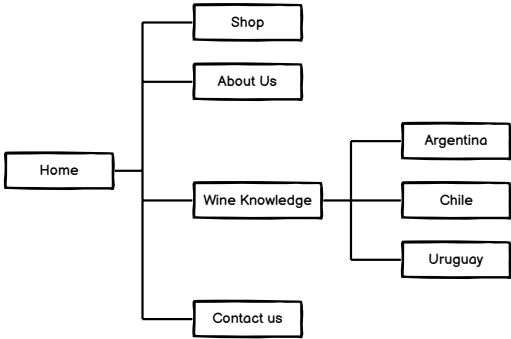 Shop
About Us
Home
Wine Knowledge
Argentina
Chile
Uruguay
Contact us